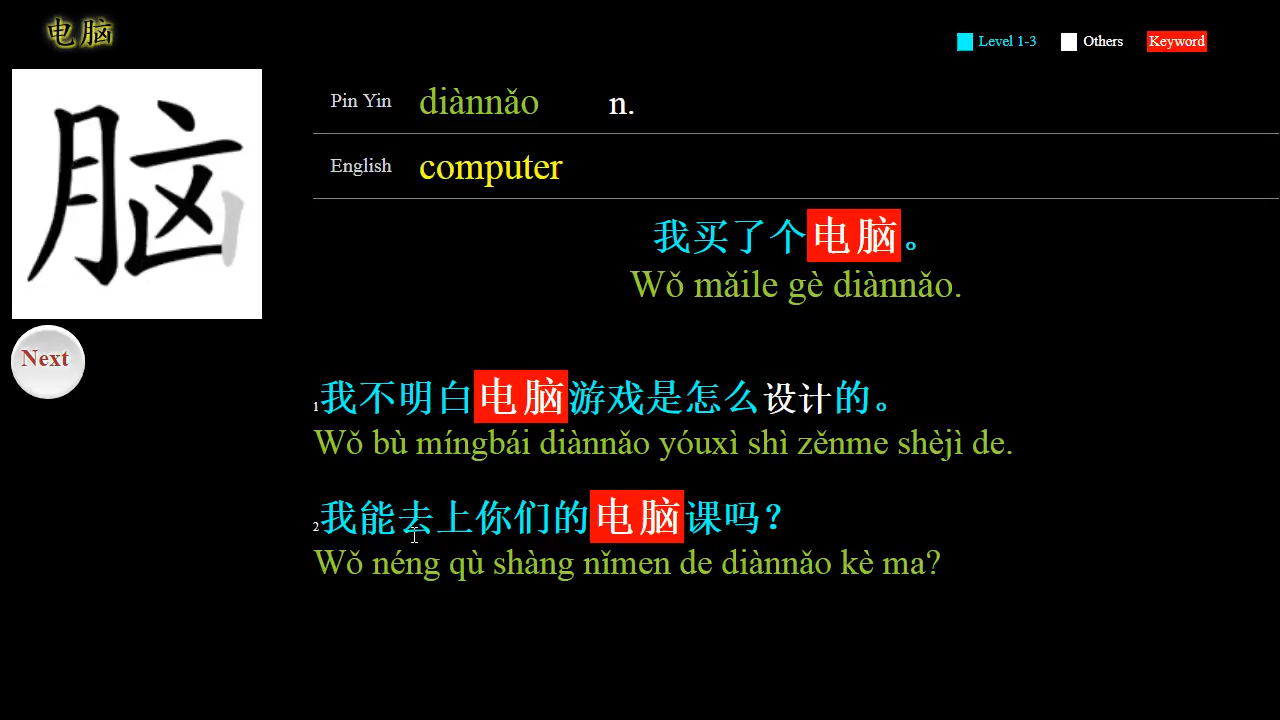 电脑
Level 1-3 Others Keyword
脑
Pin Yin diànnǎo n.
English computer
我买了个电脑。
Wǒ mǎile gè diànnǎo.
Next
1我不明白电脑游戏是怎么设计的。
Wǒ bù míngbái diànnǎo yóuxì shì zěnme shèjì de.
2我能去上你们的电脑课吗？
Wǒ néng qù shàng nǐmen de diànnǎo kè ma?